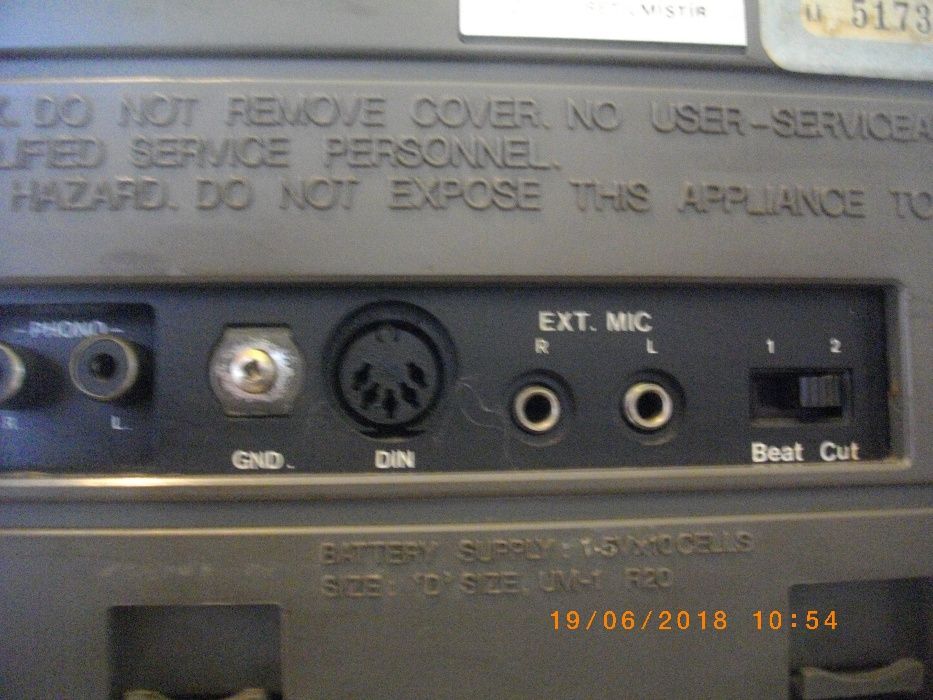 MİŞTİR
5173
. DO NOT REMOVE COVER. NO USER-SERVICEA
LIFIED SERVICE PERSONNEL.
HAZARD. DO NOT EXPOSE THIS APPLIANCE TO
-PHONO-
EXT. MIC
R L
1 2
R L
GND. DIN
Beat Cut
BATTERY SUPPLY: 1-5V×10 CELLS
SIZE: 'D' SIZE, UM-1 R20
19/06/2018 10:54